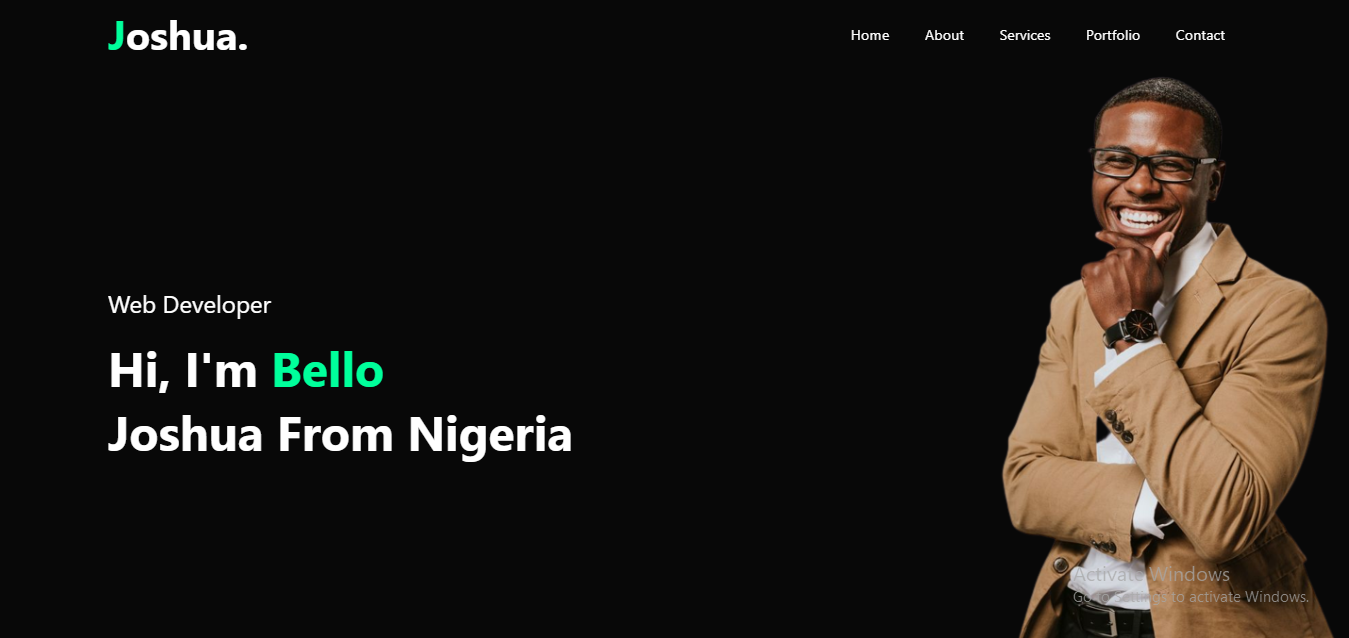 Joshua.
Home About Services Portfolio Contact
Web Developer
Hi, I'm Bello
Joshua From Nigeria
Activate Windows
Go to Settings to activate Windows.